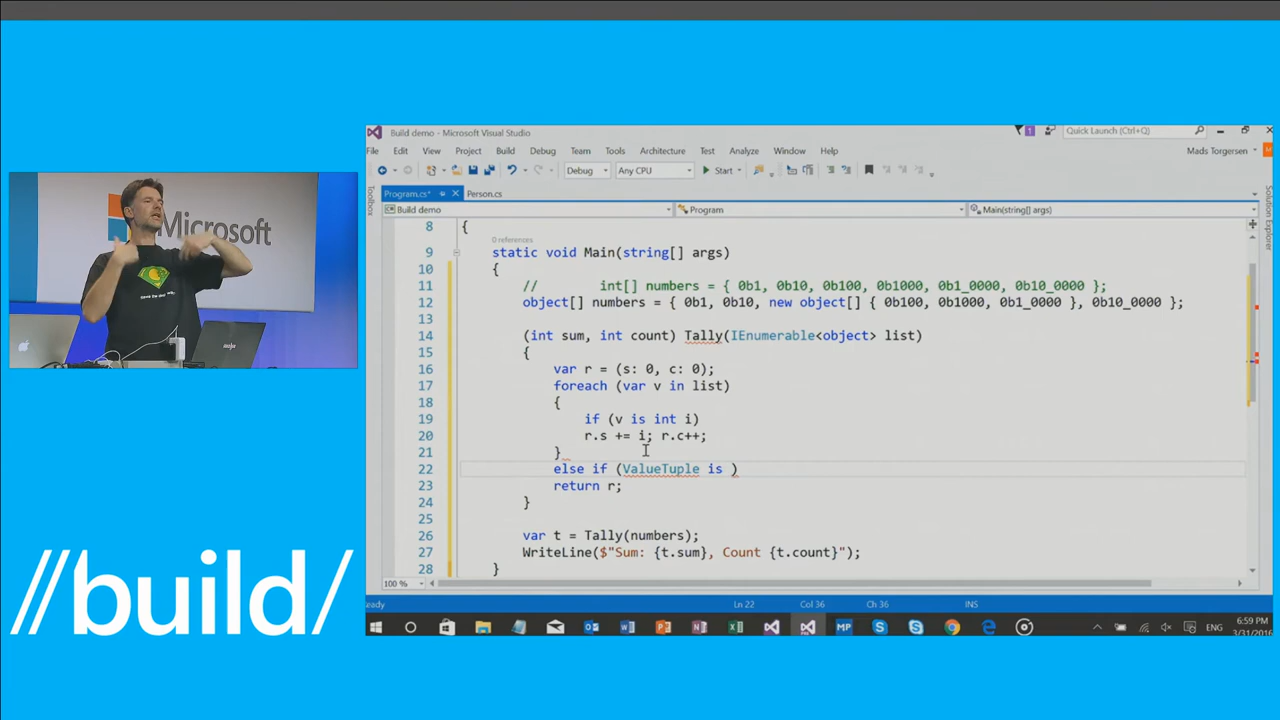 Microsoft
//build/
Build demo - Microsoft Visual Studio
1
Quick Launch (Ctrl+Q)
File Edit View Project Build Debug Team Tools Architecture Test Analyze Window Help
Mads Torgersen
Debug Any CPU Start
Toolbox
Program.cs* Person.cs
Solution Explorer
Build demo Program Main(string[] args)
8 {
0 references
9 static void Main(string[] args)
10 {
11 // int[] numbers = { 0b1, 0b10, 0b100, 0b1000, 0b1_0000, 0b10_0000 };
12 object[] numbers = { 0b1, 0b10, new object[] { 0b100, 0b1000, 0b1_0000 }, 0b10_0000 };
13
14 (int sum, int count) Tally(IEnumerable<object> list)
15 {
16 var r = (s: 0, c: 0);
17 foreach (var v in list)
18 {
19 if (v is int i)
20 r.s += i; r.c++;
21 }
22 else if (ValueTuple is )
23 return r;
24 }
25
26 var t = Tally(numbers);
27 WriteLine($"Sum: {t.sum}, Count {t.count}");
28 }
100 %
eady Ln 22 Col 36 Ch 36 INS
MP
ENG
6:59 PM
3/31/2016